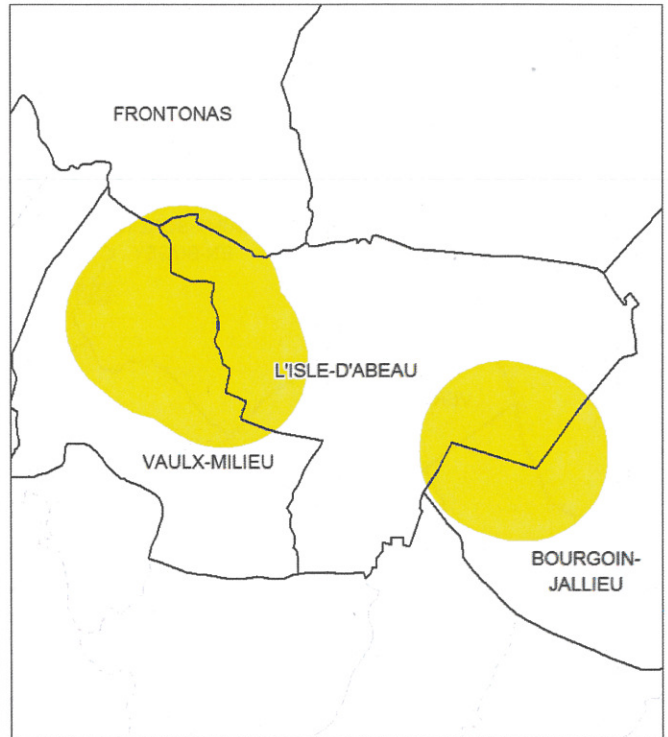 FRONTONAS
L'ISLE-D'ABEAU
VAULX-MILIEU
BOURGOIN-
JALLIEU